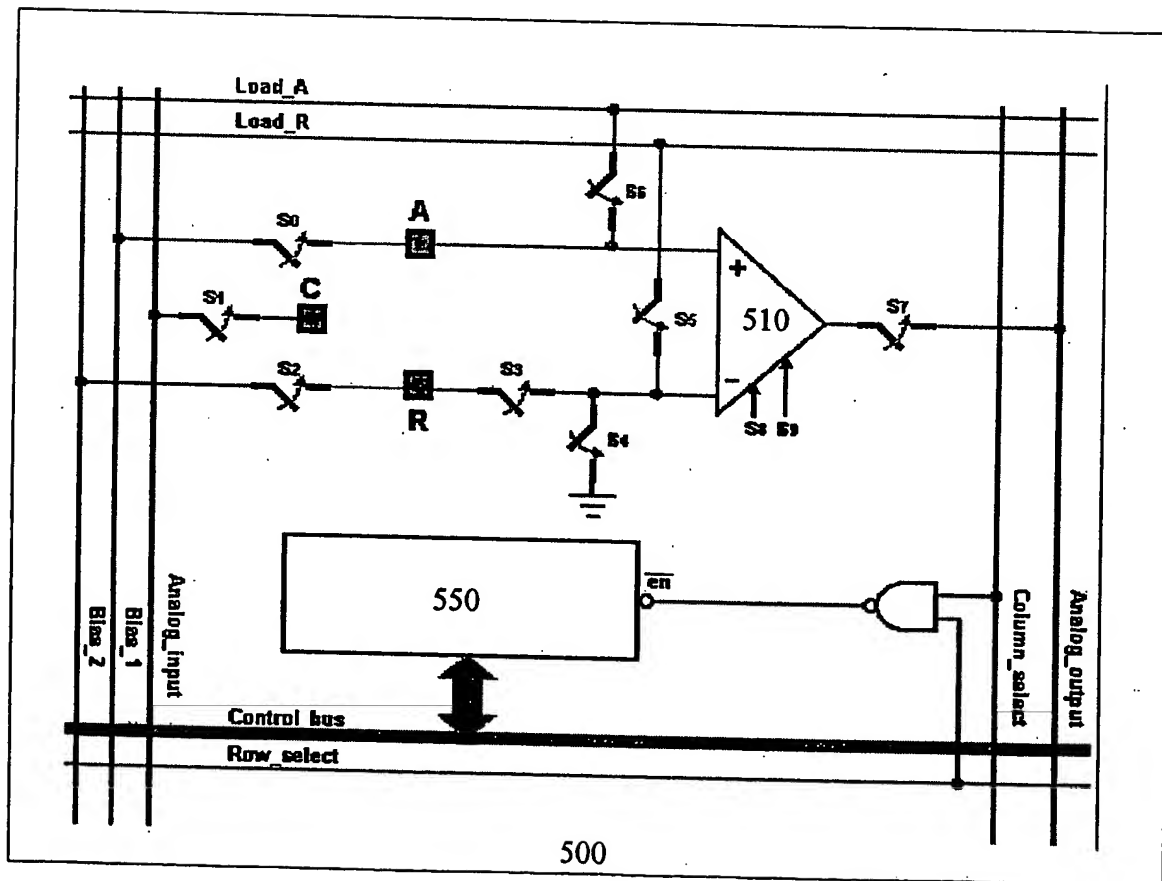 Load_A
Load_R
S6
A
S0
+
C
S1
S5
510
S7
S2
S3
−
R
S4
S8
S9
550
en
Bias_2
Bias_1
Analog_input
Column_select
Analog_output
Control bus
Row_select
500